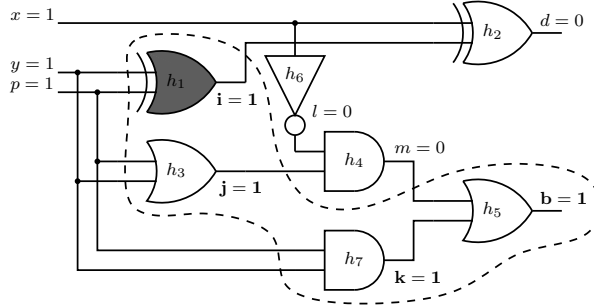 x = 1
d = 0
h₂
y = 1
p = 1
h₁
h₆
i = 1
l = 0
h₃
h₄
m = 0
j = 1
h₅
b = 1
h₇
k = 1